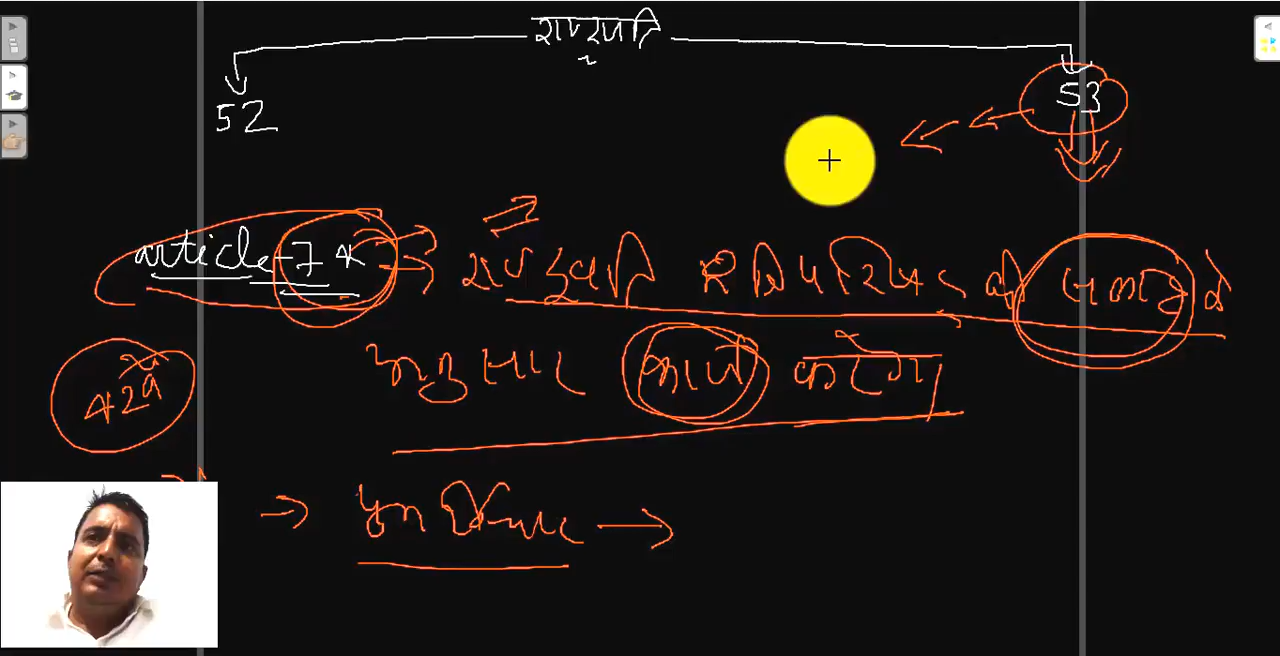 राष्ट्रपति
52 53
article-74 → राष्ट्रपति मंत्रिपरिषद की सलाह के
42वां अनुसार कार्य करेगा
→ पुनर्विचार →